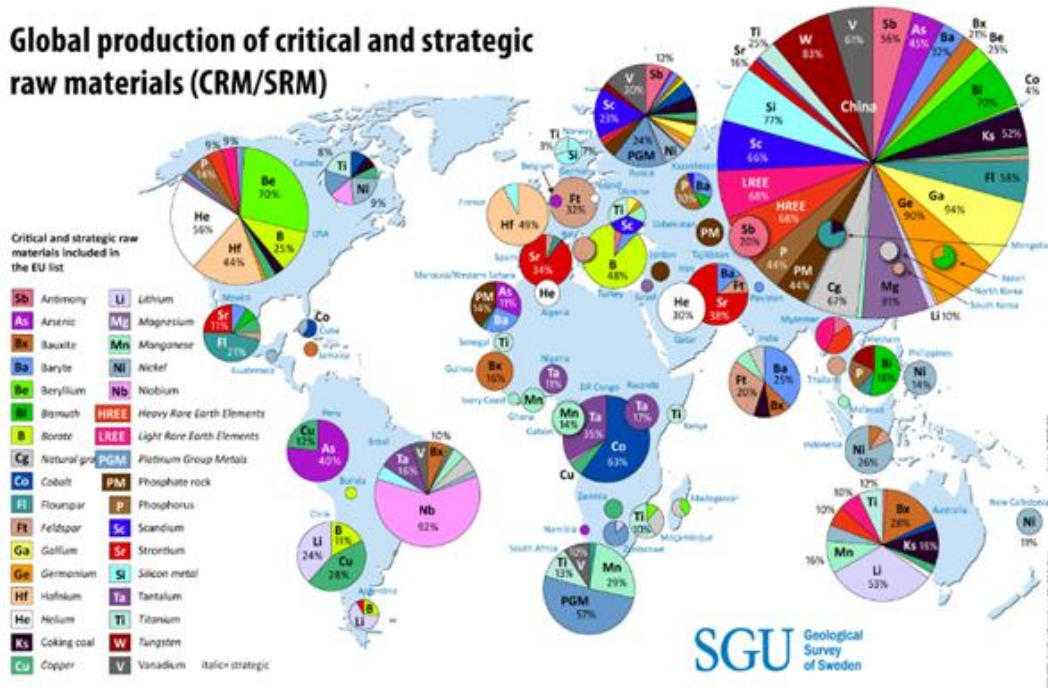 Global production of critical and strategic
raw materials (CRM/SRM)
Critical and strategic raw
materials included in
the EU list
Sb Antimony
As Arsenic
Bx Bauxite
Ba Baryte
Be Beryllium
Bi Bismuth
B Borate
Cg Natural gra
Co Cobalt
Fl Flourspar
Ft Feldspar
Ga Gallium
Ge Germanium
Hf Hafnium
He Helium
Ks Coking coal
Cu Copper
Li Lithium
Mg Magnesium
Mn Manganese
Ni Nickel
Nb Niobium
HREE Heavy Rare Earth Elements
LREE Light Rare Earth Elements
PGM Platinum Group Metals
PM Phosphate rock
P Phosphorus
Sc Scandium
Sr Strontium
Si Silicon metal
Ta Tantalum
Ti Titanium
W Tungsten
V Vanadium
italic= strategic
9% 9%
P
14%
Be
70%
He
56%
B
25%
Hf
44%
USA
Canada
8%
Ti
Ni
9%
Mexico
Sr
11%
Fl
21%
Guatemala
Co
Cuba
Jamaica
Peru
Cu
12%
As
40%
Bolivia
Brazil
10%
V
Bx
Ta
16%
Nb
92%
Chile
Li
24%
B
11%
Cu
28%
Argentina
Li
B
12%
V
20%
Sb
Sc
23%
24%
PGM
Ni
Russia
Norway
Ti
3%
Si
7%
Belgium
Germany
Ukraine
Ti
Sc
Kazakhstan
P
10%
Ba
Uzbekistan
PM
Tajikistan
Sb
20%
France
Hf 49%
Ft
32%
Spain
Sr
34%
B
48%
Turkey
Jordan
Israel
Iran
Ba
Ft
Sr
38%
He
30%
Qatar
Pakistan
Morocco/Western Sahara
PM
14%
As
11%
Ba
He
Algeria
Senegal
Ti
Guinea
Bx
16%
Ivory Coast
Ghana
Mn
Nigeria
Ta
11%
DR Congo
Rwanda
Ta
35%
Ta
17%
Co
63%
Cu
Gabon
Mn
14%
Ti
Kenya
Zambia
Namibia
Zimbabwe
Ti
10%
Mozambique
Madagascar
South Africa
Ti
13%
10%
V
Mn
29%
PGM
57%
China
V
61%
Sb
56%
As
45%
Ba
32%
Bx
21%
Be
25%
Bi
70%
Co
4%
Ks 52%
Fl 58%
Ga
94%
Ge
90%
Li 10%
Mg
91%
Cg
67%
PM
44%
P
44%
HREE
68%
LREE
68%
Sc
66%
Si
77%
Sr
16%
Ti
25%
W
83%
Mongolia
Japan
North Korea
South Korea
India
Ft
20%
Ba
25%
Bx
Myanmar
Thailand
Vietnam
P
Bi
18%
Philippines
Ni
14%
Malaysia
Indonesia
Ni
26%
Australia
12%
10%
10%
Ti
Bx
28%
Ks 16%
Mn
16%
Li
53%
New Caledonia
Ni
11%
SGU
Geological
Survey
of Sweden